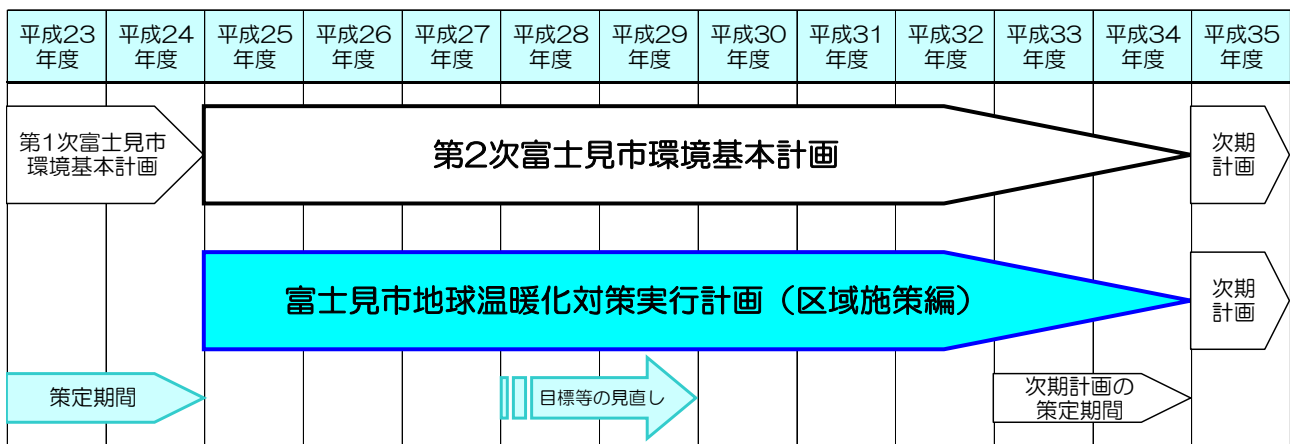 平成23
年度
平成24
年度
平成25
年度
平成26
年度
平成27
年度
平成28
年度
平成29
年度
平成30
年度
平成31
年度
平成32
年度
平成33
年度
平成34
年度
平成35
年度
第1次富士見市
環境基本計画
第2次富士見市環境基本計画
次期
計画
富士見市地球温暖化対策実行計画（区域施策編）
次期
計画
策定期間
目標等の見直し
次期計画の
策定期間